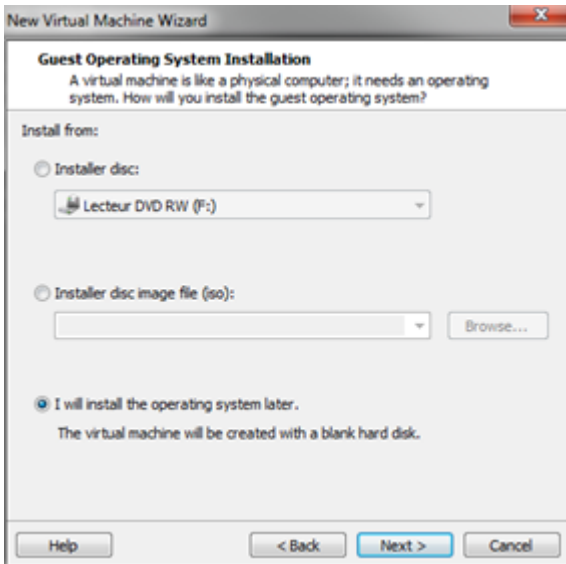 New Virtual Machine Wizard
Guest Operating System Installation
A virtual machine is like a physical computer; it needs an operating
system. How will you install the guest operating system?
Install from:
Installer disc:
Lecteur DVD RW (F:)
Installer disc image file (iso):
Browse...
I will install the operating system later.
The virtual machine will be created with a blank hard disk.
Help
< Back
Next >
Cancel